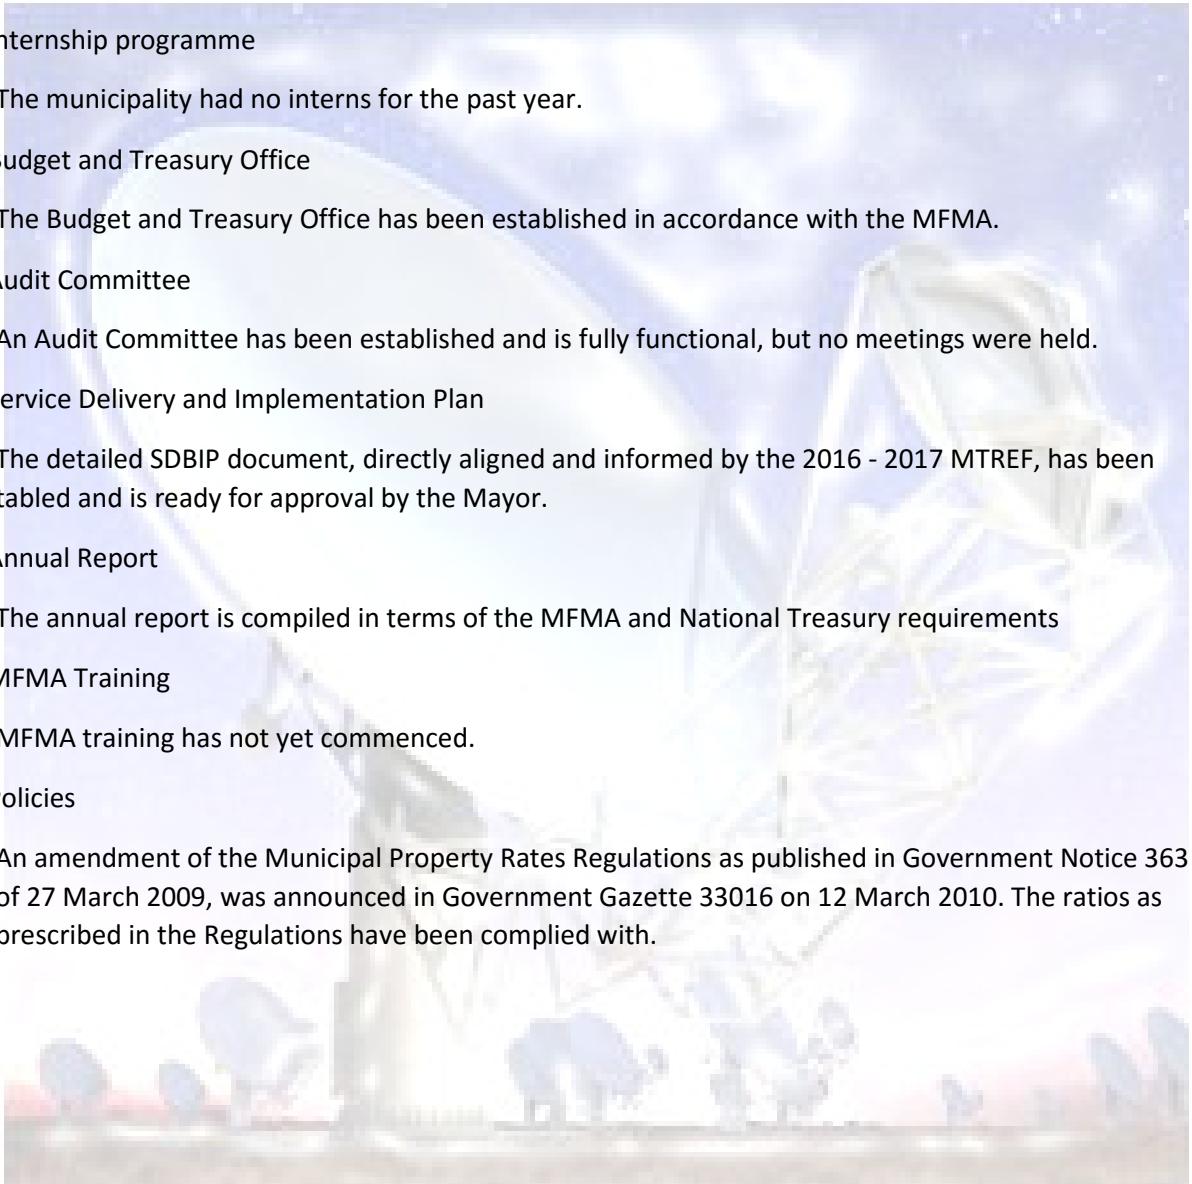 nternship programme
The municipality had no interns for the past year.
udget and Treasury Office
The Budget and Treasury Office has been established in accordance with the MFMA.
udit Committee
An Audit Committee has been established and is fully functional, but no meetings were held.
ervice Delivery and Implementation Plan
The detailed SDBIP document, directly aligned and informed by the 2016 - 2017 MTREF, has been
tabled and is ready for approval by the Mayor.
nnual Report
The annual report is compiled in terms of the MFMA and National Treasury requirements
MFMA Training
MFMA training has not yet commenced.
olicies
An amendment of the Municipal Property Rates Regulations as published in Government Notice 363
of 27 March 2009, was announced in Government Gazette 33016 on 12 March 2010. The ratios as
prescribed in the Regulations have been complied with.